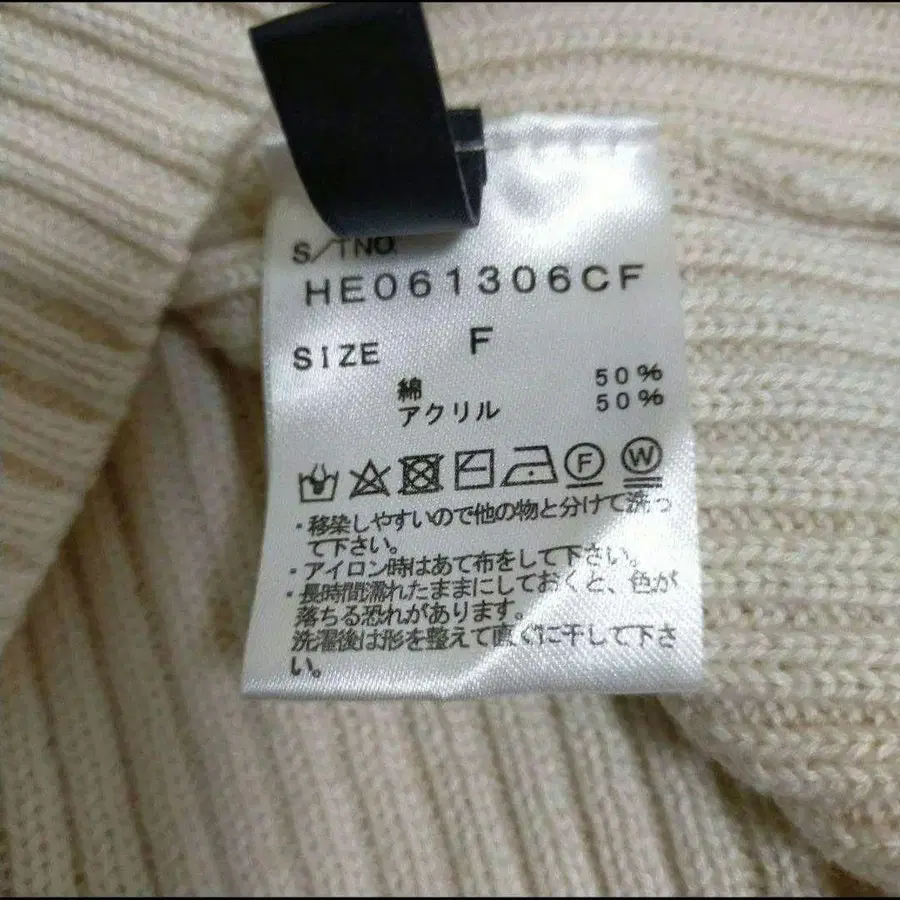 S/TNO.
HE061306CF
SIZE F
綿 50%
アクリル 50%
F W
・移染しやすいので他の物と分けて洗っ
て下さい。
・アイロン時はあて布をして下さい。
・長時間濡れたままにしておくと、色が
落ちる恐れがあります。
洗濯後は形を整えて直ぐに干して下さ
い。